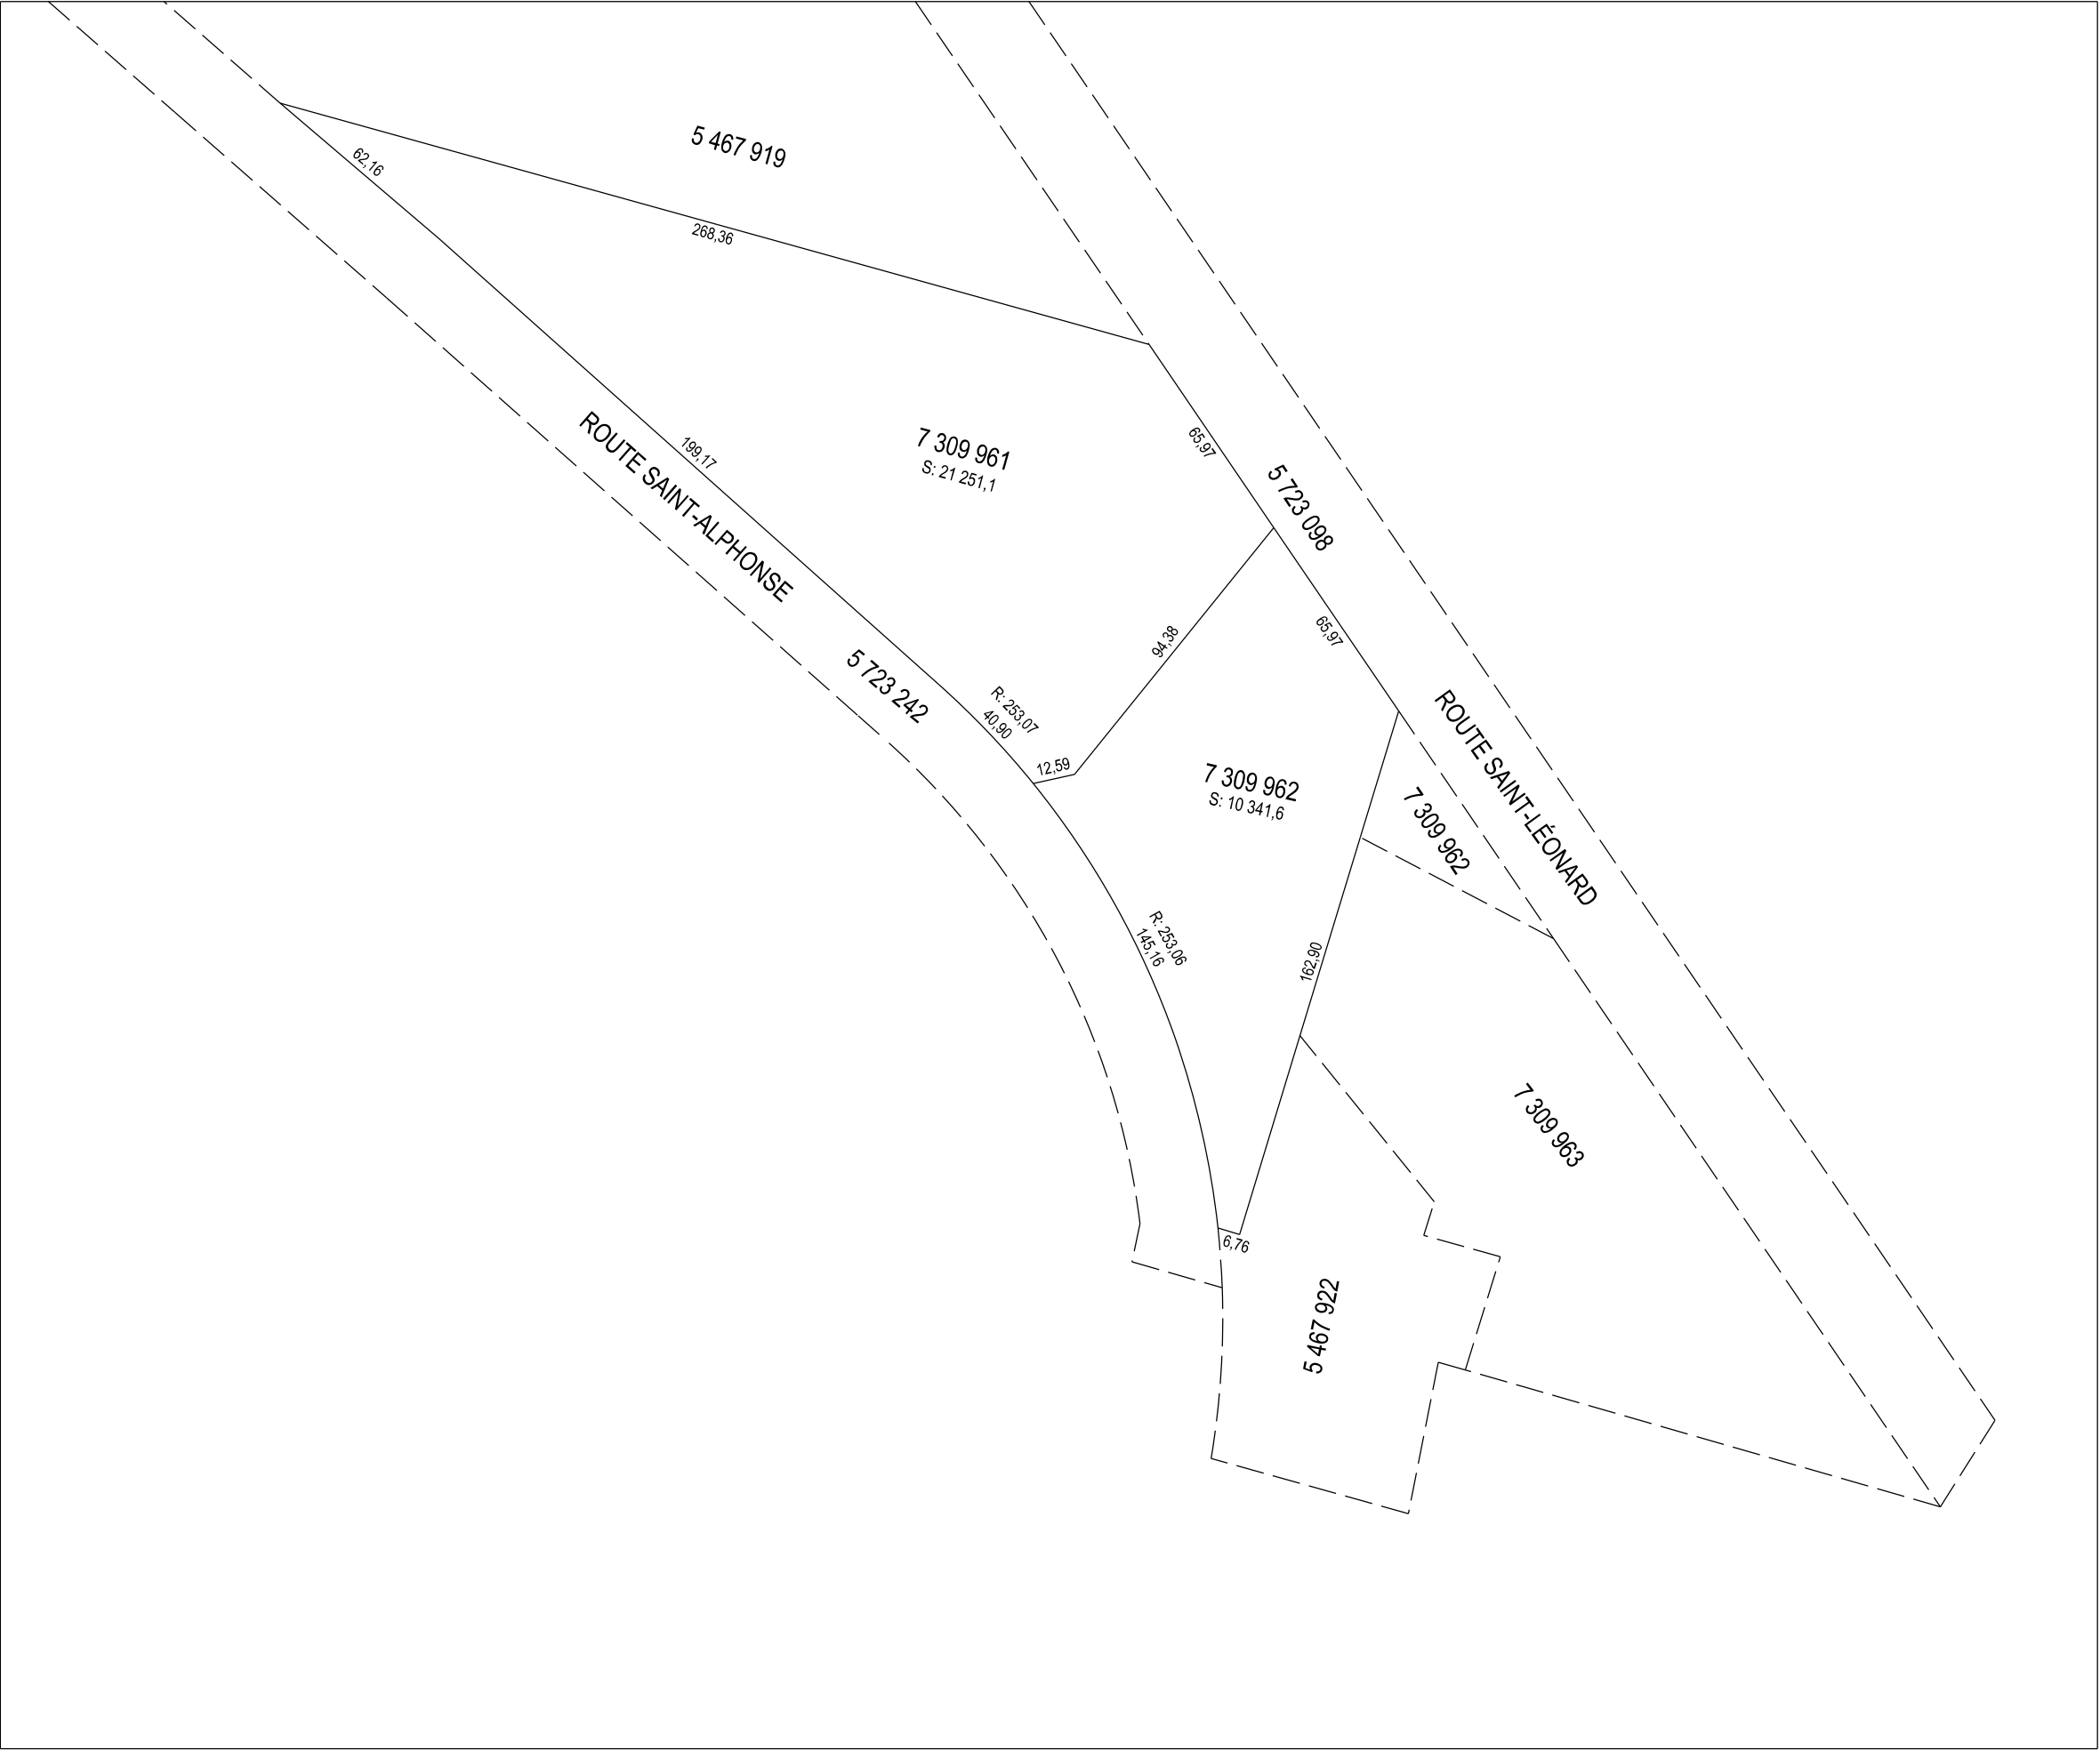 5 467 919
62,16
268,36
199,17
ROUTE SAINT-ALPHONSE
7 309 961
S: 21 251,1
65,97
5 723 098
94,38
65,97
5 723 242
R: 253,07
40,90
12,59
7 309 962
S: 10 341,6
ROUTE SAINT-LÉONARD
7 309 962
R: 253,06
145,16
162,90
7 309 963
6,76
5 467 922